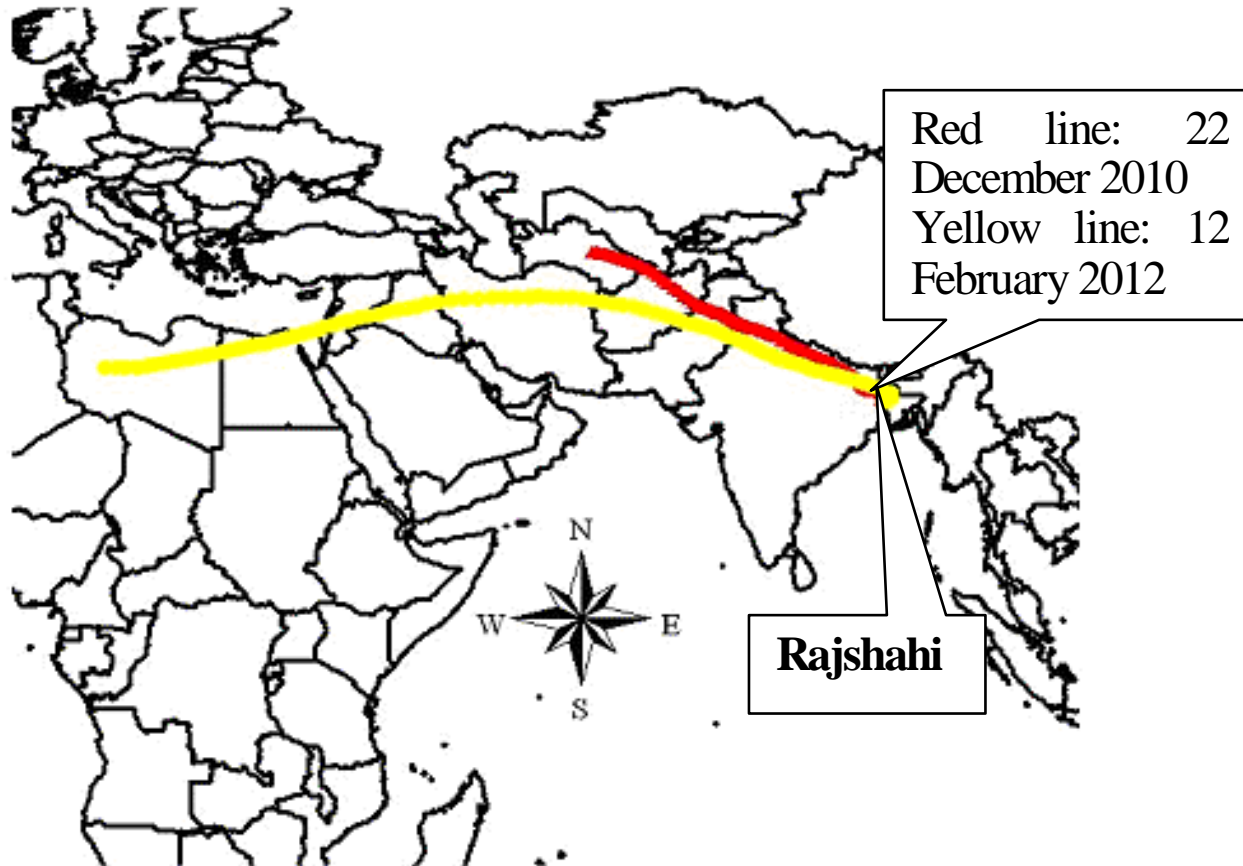 Red line: 22
December 2010
Yellow line: 12
February 2012
N
W E
S
Rajshahi